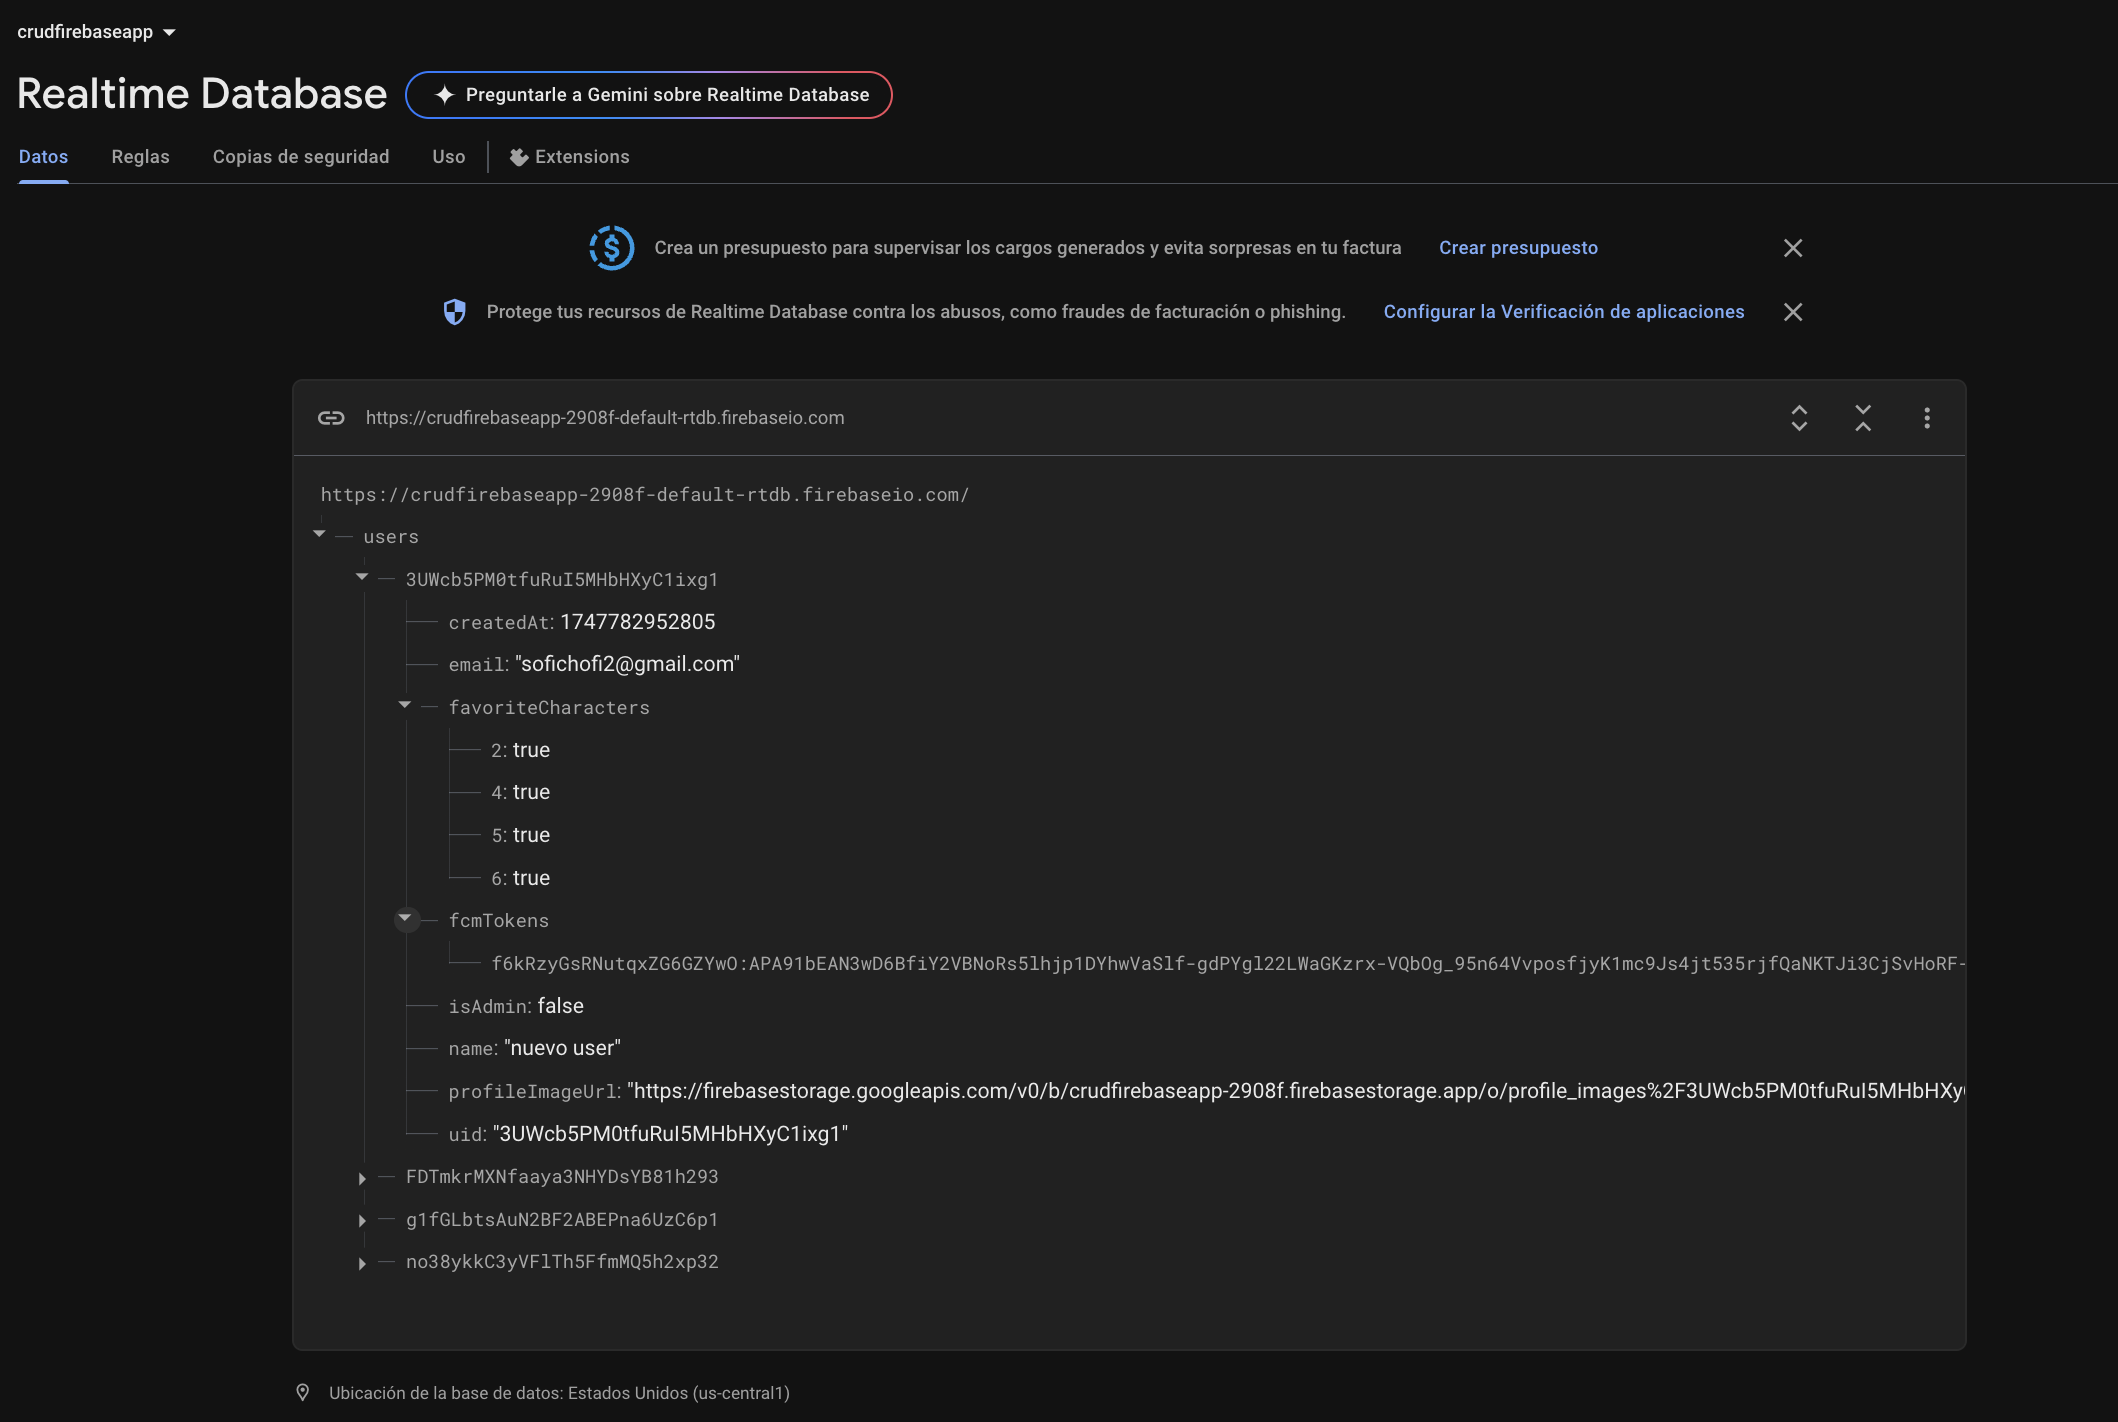 crudfirebaseapp
Realtime Database
Preguntarle a Gemini sobre Realtime Database
Datos Reglas Copias de seguridad Uso Extensions
Crea un presupuesto para supervisar los cargos generados y evita sorpresas en tu factura Crear presupuesto
Protege tus recursos de Realtime Database contra los abusos, como fraudes de facturación o phishing. Configurar la Verificación de aplicaciones
https://crudfirebaseapp-2908f-default-rtdb.firebaseio.com
https://crudfirebaseapp-2908f-default-rtdb.firebaseio.com/
users
3UWcb5PM0tfuRuI5MHbHXyC1ixg1
createdAt: 1747782952805
email: "sofichofi2@gmail.com"
favoriteCharacters
2: true
4: true
5: true
6: true
fcmTokens
f6kRzyGsRNutqxZG6GZYwO:APA91bEAN3wD6BfiY2VBNoRs5lhjp1DYhwVaSlf-gdPYgl22LWaGKzrx-VQbOg_95n64VvposfjyK1mc9Js4jt535rjfQaNKTJi3CjSvHoRF-
isAdmin: false
name: "nuevo user"
profileImageUrl: "https://firebasestorage.googleapis.com/v0/b/crudfirebaseapp-2908f.firebasestorage.app/o/profile_images%2F3UWcb5PM0tfuRuI5MHbHXy
uid: "3UWcb5PM0tfuRuI5MHbHXyC1ixg1"
FDTmkrMXNfaaya3NHYDsYB81h293
g1fGLbtsAuN2BF2ABEPna6UzC6p1
no38ykkC3yVFlTh5FfmMQ5h2xp32
Ubicación de la base de datos: Estados Unidos (us-central1)